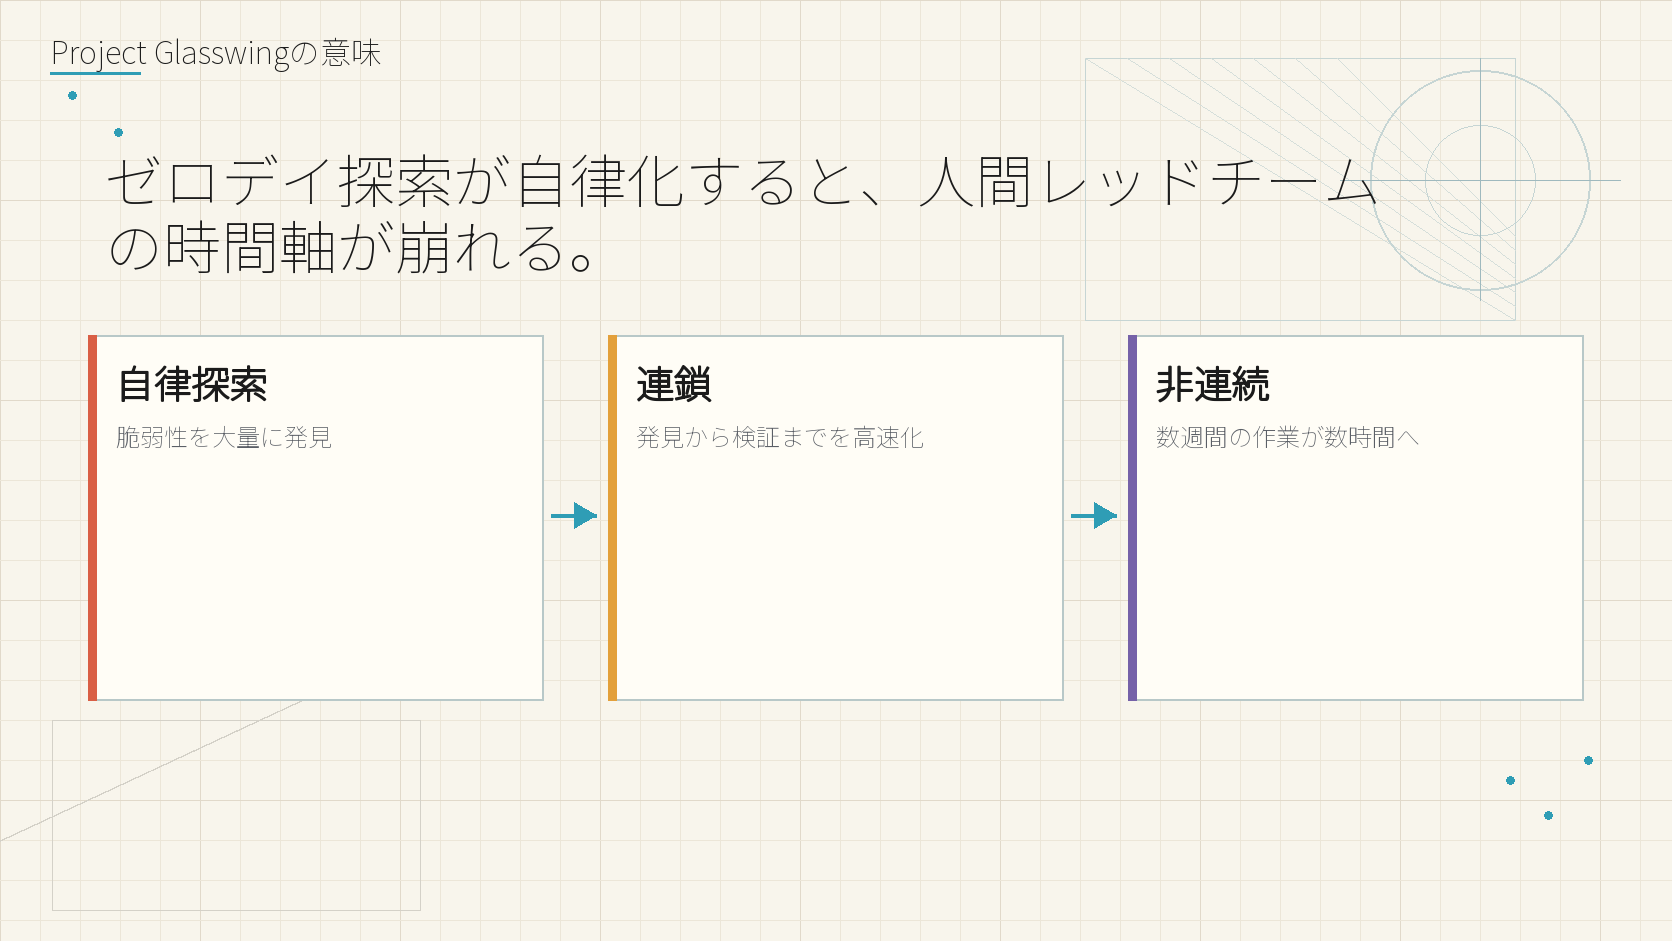 Project Glasswingの意味
ゼロデイ探索が自律化すると、人間レッドチーム
の時間軸が崩れる。
自律探索
脆弱性を大量に発見
連鎖
発見から検証までを高速化
非連続
数週間の作業が数時間へ